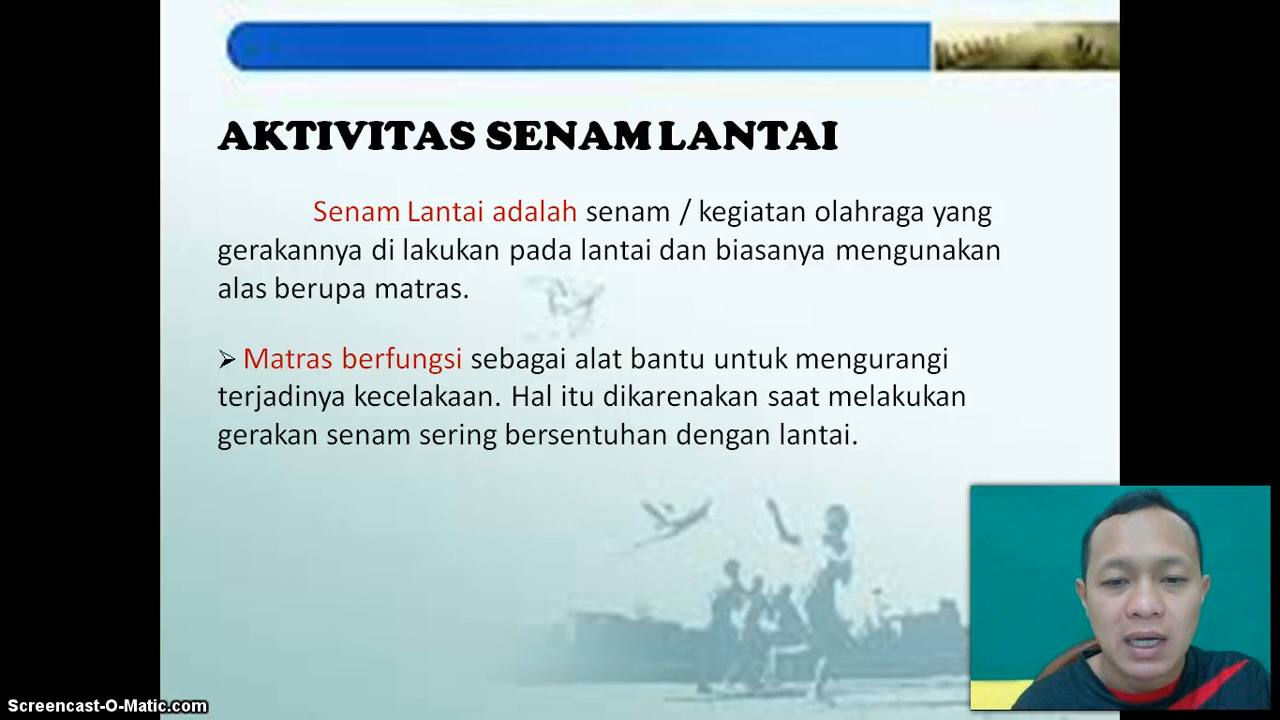 AKTIVITAS SENAM LANTAI
Senam Lantai adalah senam / kegiatan olahraga yang
gerakannya di lakukan pada lantai dan biasanya mengunakan
alas berupa matras.
➢ Matras berfungsi sebagai alat bantu untuk mengurangi
terjadinya kecelakaan. Hal itu dikarenakan saat melakukan
gerakan senam sering bersentuhan dengan lantai.
Screencast-O-Matic.com